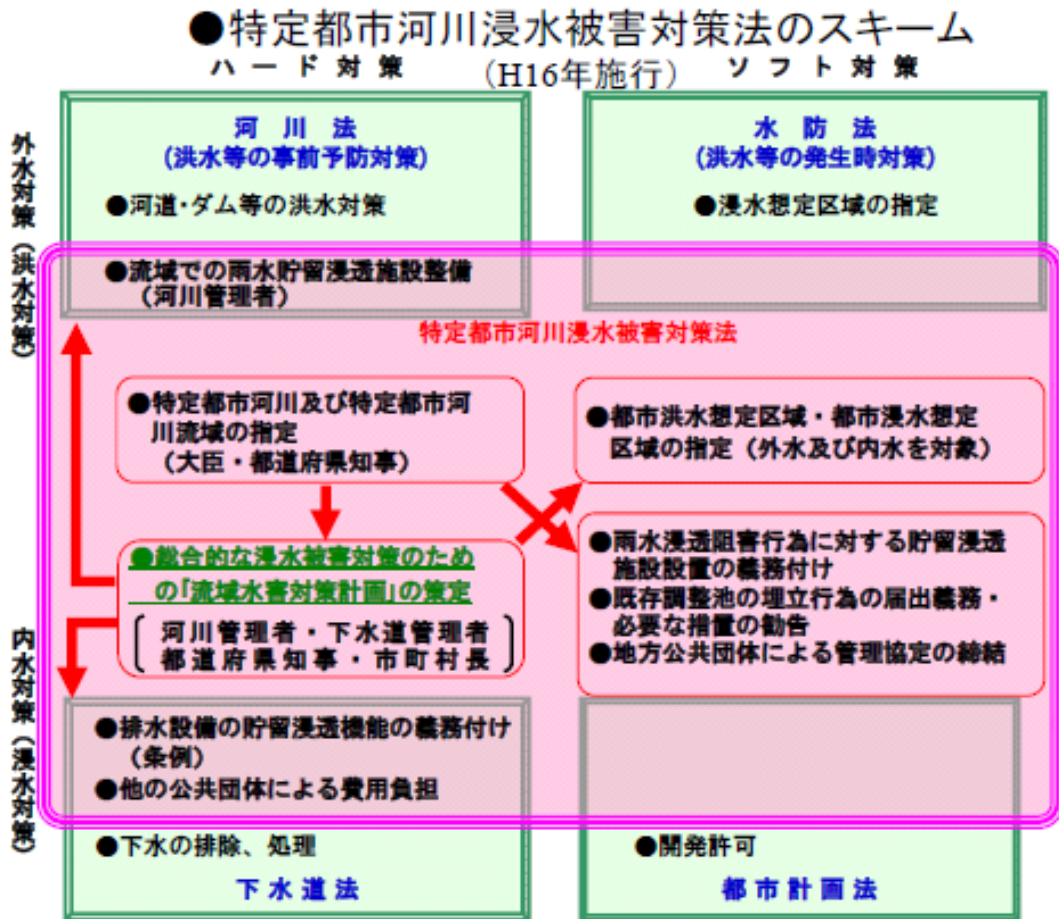 ●特定都市河川浸水被害対策法のスキーム
(H16年施行)
ハード対策
ソフト対策
外水対策(洪水対策)
河川法
(洪水等の事前予防対策)
●河道・ダム等の洪水対策
●流域での雨水貯留浸透施設整備
(河川管理者)
水防法
(洪水等の発生時対策)
●浸水想定区域の指定
特定都市河川浸水被害対策法
●特定都市河川及び特定都市河
川流域の指定
(大臣・都道府県知事)
●都市洪水想定区域・都市浸水想定
区域の指定(外水及び内水を対象)
●総合的な浸水被害対策のため
の「流域水害対策計画」の策定
河川管理者・下水道管理者
都道府県知事・市町村長
●雨水浸透阻害行為に対する貯留浸透
施設設置の義務付け
●既存調整池の埋立行為の届出義務・
必要な措置の勧告
●地方公共団体による管理協定の締結
内水対策(浸水対策)
●排水設備の貯留浸透機能の義務付け
(条例)
●他の公共団体による費用負担
●下水の排除、処理
下水道法
●開発許可
都市計画法